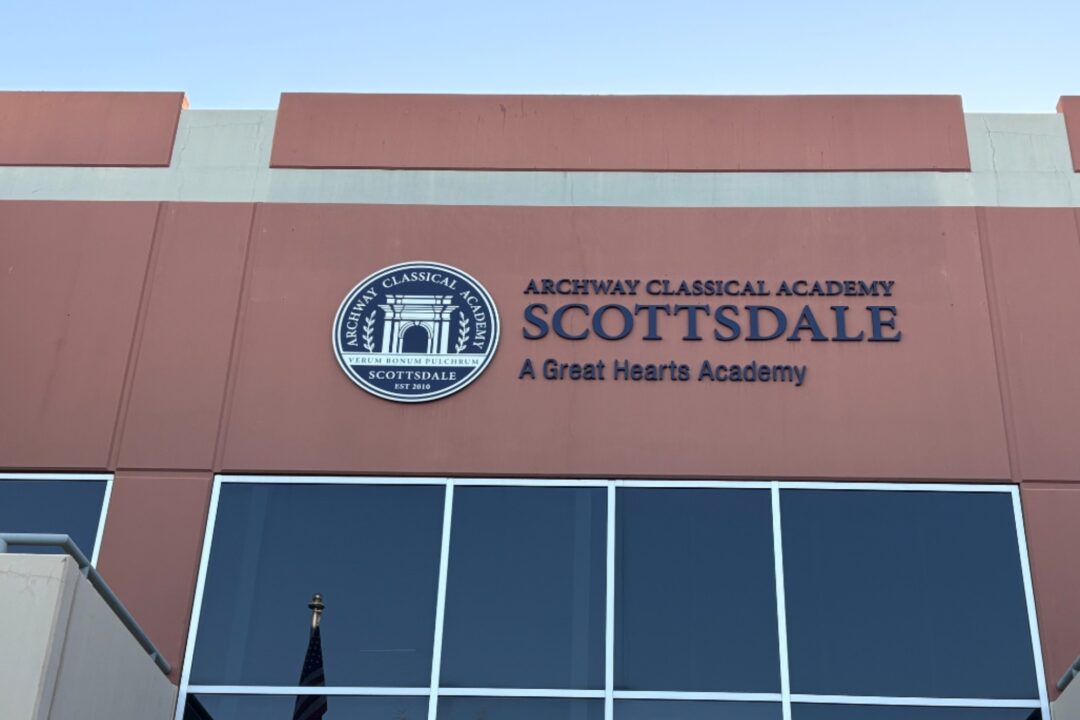 ARCHWAY CLASSICAL ACADEMY
VERUM BONUM PULCHRUM
SCOTTSDALE
EST 2010
ARCHWAY CLASSICAL ACADEMY
SCOTTSDALE
A Great Hearts Academy